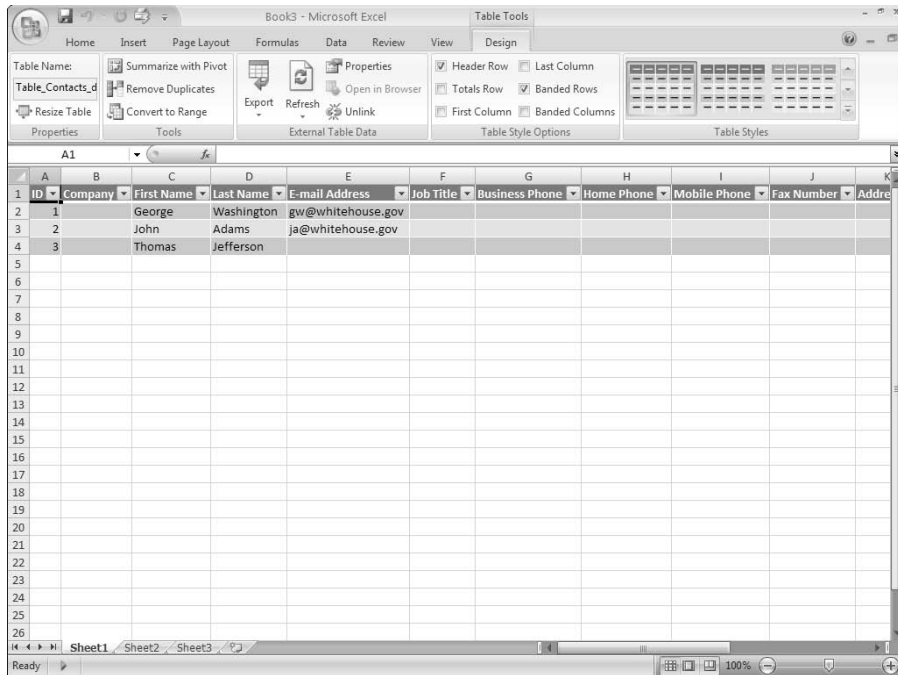 Book3 - Microsoft Excel Table Tools
Home Insert Page Layout Formulas Data Review View Design
Table Name: Summarize with Pivot Properties Header Row Last Column
Table_Contacts_d Remove Duplicates Export Refresh Open in Browser Totals Row Banded Rows
Resize Table Convert to Range Unlink First Column Banded Columns
Properties Tools External Table Data Table Style Options Table Styles
A1 fx
A B C D E F G H I J K
1 ID Company First Name Last Name E-mail Address Job Title Business Phone Home Phone Mobile Phone Fax Number Addre
2 1 George Washington gw@whitehouse.gov
3 2 John Adams ja@whitehouse.gov
4 3 Thomas Jefferson
5
6
7
8
9
10
11
12
13
14
15
16
17
18
19
20
21
22
23
24
25
26
Sheet1 Sheet2 Sheet3
Ready 100%